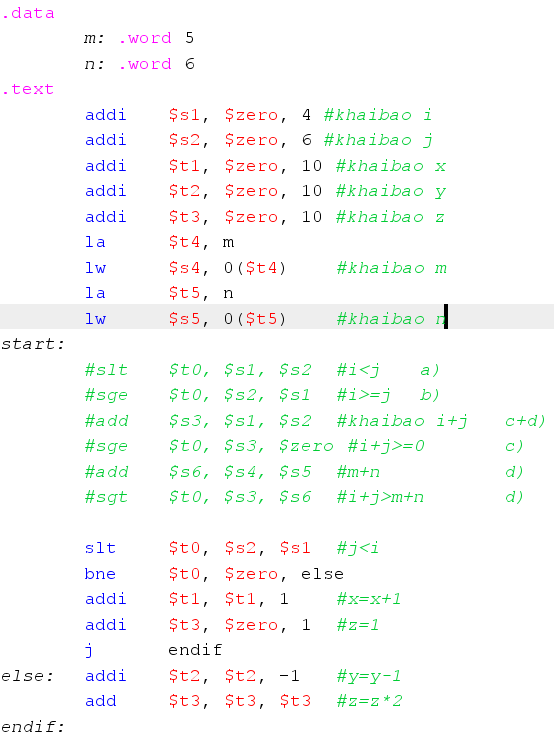 .data
m: .word 5
n: .word 6
.text
addi $s1, $zero, 4 #khaibao i
addi $s2, $zero, 6 #khaibao j
addi $t1, $zero, 10 #khaibao x
addi $t2, $zero, 10 #khaibao y
addi $t3, $zero, 10 #khaibao z
la $t4, m
lw $s4, 0($t4) #khaibao m
la $t5, n
lw $s5, 0($t5) #khaibao n
start:
#slt $t0, $s1, $s2 #i<j a)
#sge $t0, $s2, $s1 #i>=j b)
#add $s3, $s1, $s2 #khaibao i+j c+d)
#sge $t0, $s3, $zero #i+j>=0 c)
#add $s6, $s4, $s5 #m+n d)
#sgt $t0, $s3, $s6 #i+j>m+n d)
slt $t0, $s2, $s1 #j<i
bne $t0, $zero, else
addi $t1, $t1, 1 #x=x+1
addi $t3, $zero, 1 #z=1
j endif
else: addi $t2, $t2, -1 #y=y-1
add $t3, $t3, $t3 #z=z*2
endif: